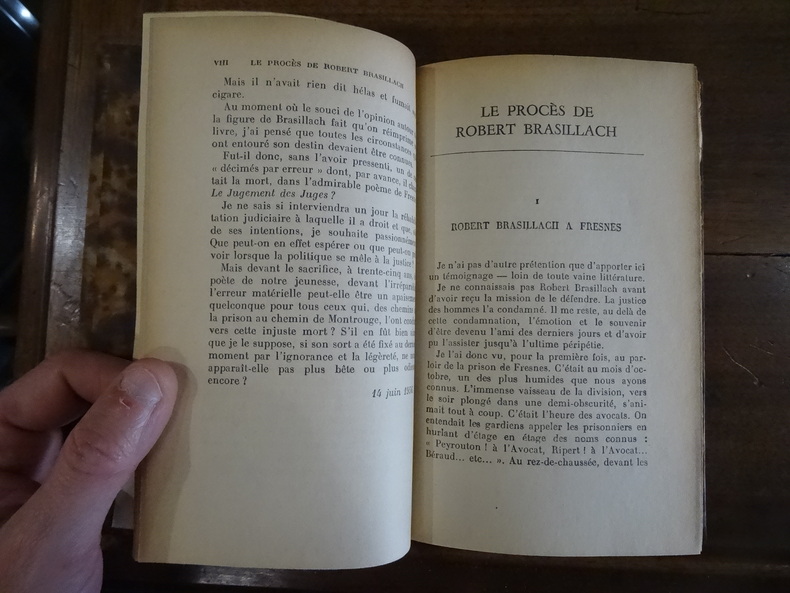 VIII LE PROCÈS DE ROBERT BRASILLACH
Mais il n'avait rien dit hélas et fumait
cigare.
Au moment où le souci de l'opinion
la figure de Brasillach fait qu'on réimprime
livre, j'ai pensé que toutes les circonstances
ont entouré son destin devaient être connues.
Fut-il donc, sans l'avoir pressenti, un de
« décimés par erreur » dont, par avance, il
tait la mort, dans l'admirable poème de Fresnes
Le Jugement des Juges ?
Je ne sais si interviendra un jour la
tation judiciaire à laquelle il a droit et que,
de ses intentions, je souhaite passionnément.
Que peut-on en effet espérer ou que peut-on
voir lorsque la politique se mêle à la justice ?
Mais devant le sacrifice, à trente-cinq ans,
poète de notre jeunesse, devant l'irréparable
l'erreur matérielle peut-elle être un apaisement
quelconque pour tous ceux qui, des chemins
la prison au chemin de Montrouge, l'ont
vers cette injuste mort ? S'il en fût bien
que je le suppose, si son sort a été fixé au
moment par l'ignorance et la légèreté, ne
apparaît-elle pas plus bête ou plus
encore ?
14 juin
LE PROCÈS DE
ROBERT BRASILLACH
I
ROBERT BRASILLACH A FRESNES
Je n'ai pas d'autre prétention que d'apporter ici
un témoignage — loin de toute vaine littérature.
Je ne connaissais pas Robert Brasillach avant
d'avoir reçu la mission de le défendre. La justice
des hommes l'a condamné. Il me reste, au delà de
cette condamnation, l'émotion et le souvenir
d'être devenu l'ami des derniers jours et d'avoir
pu l'assister jusqu'à l'ultime péripétie.
Je l'ai donc vu, pour la première fois, au par-
loir de la prison de Fresnes. C'était au mois d'oc-
tobre, un des plus humides que nous ayons
connus. L'immense vaisseau de la division, vers
le soir plongé dans une demi-obscurité, s'ani-
mait tout à coup. C'était l'heure des avocats. On
entendait les gardiens appeler les prisonniers en
hurlant d'étage en étage des noms connus :
« Peyrouton ! à l'Avocat, Ripert ! à l'Avocat...
Béraud... etc... ». Au rez-de-chaussée, devant les